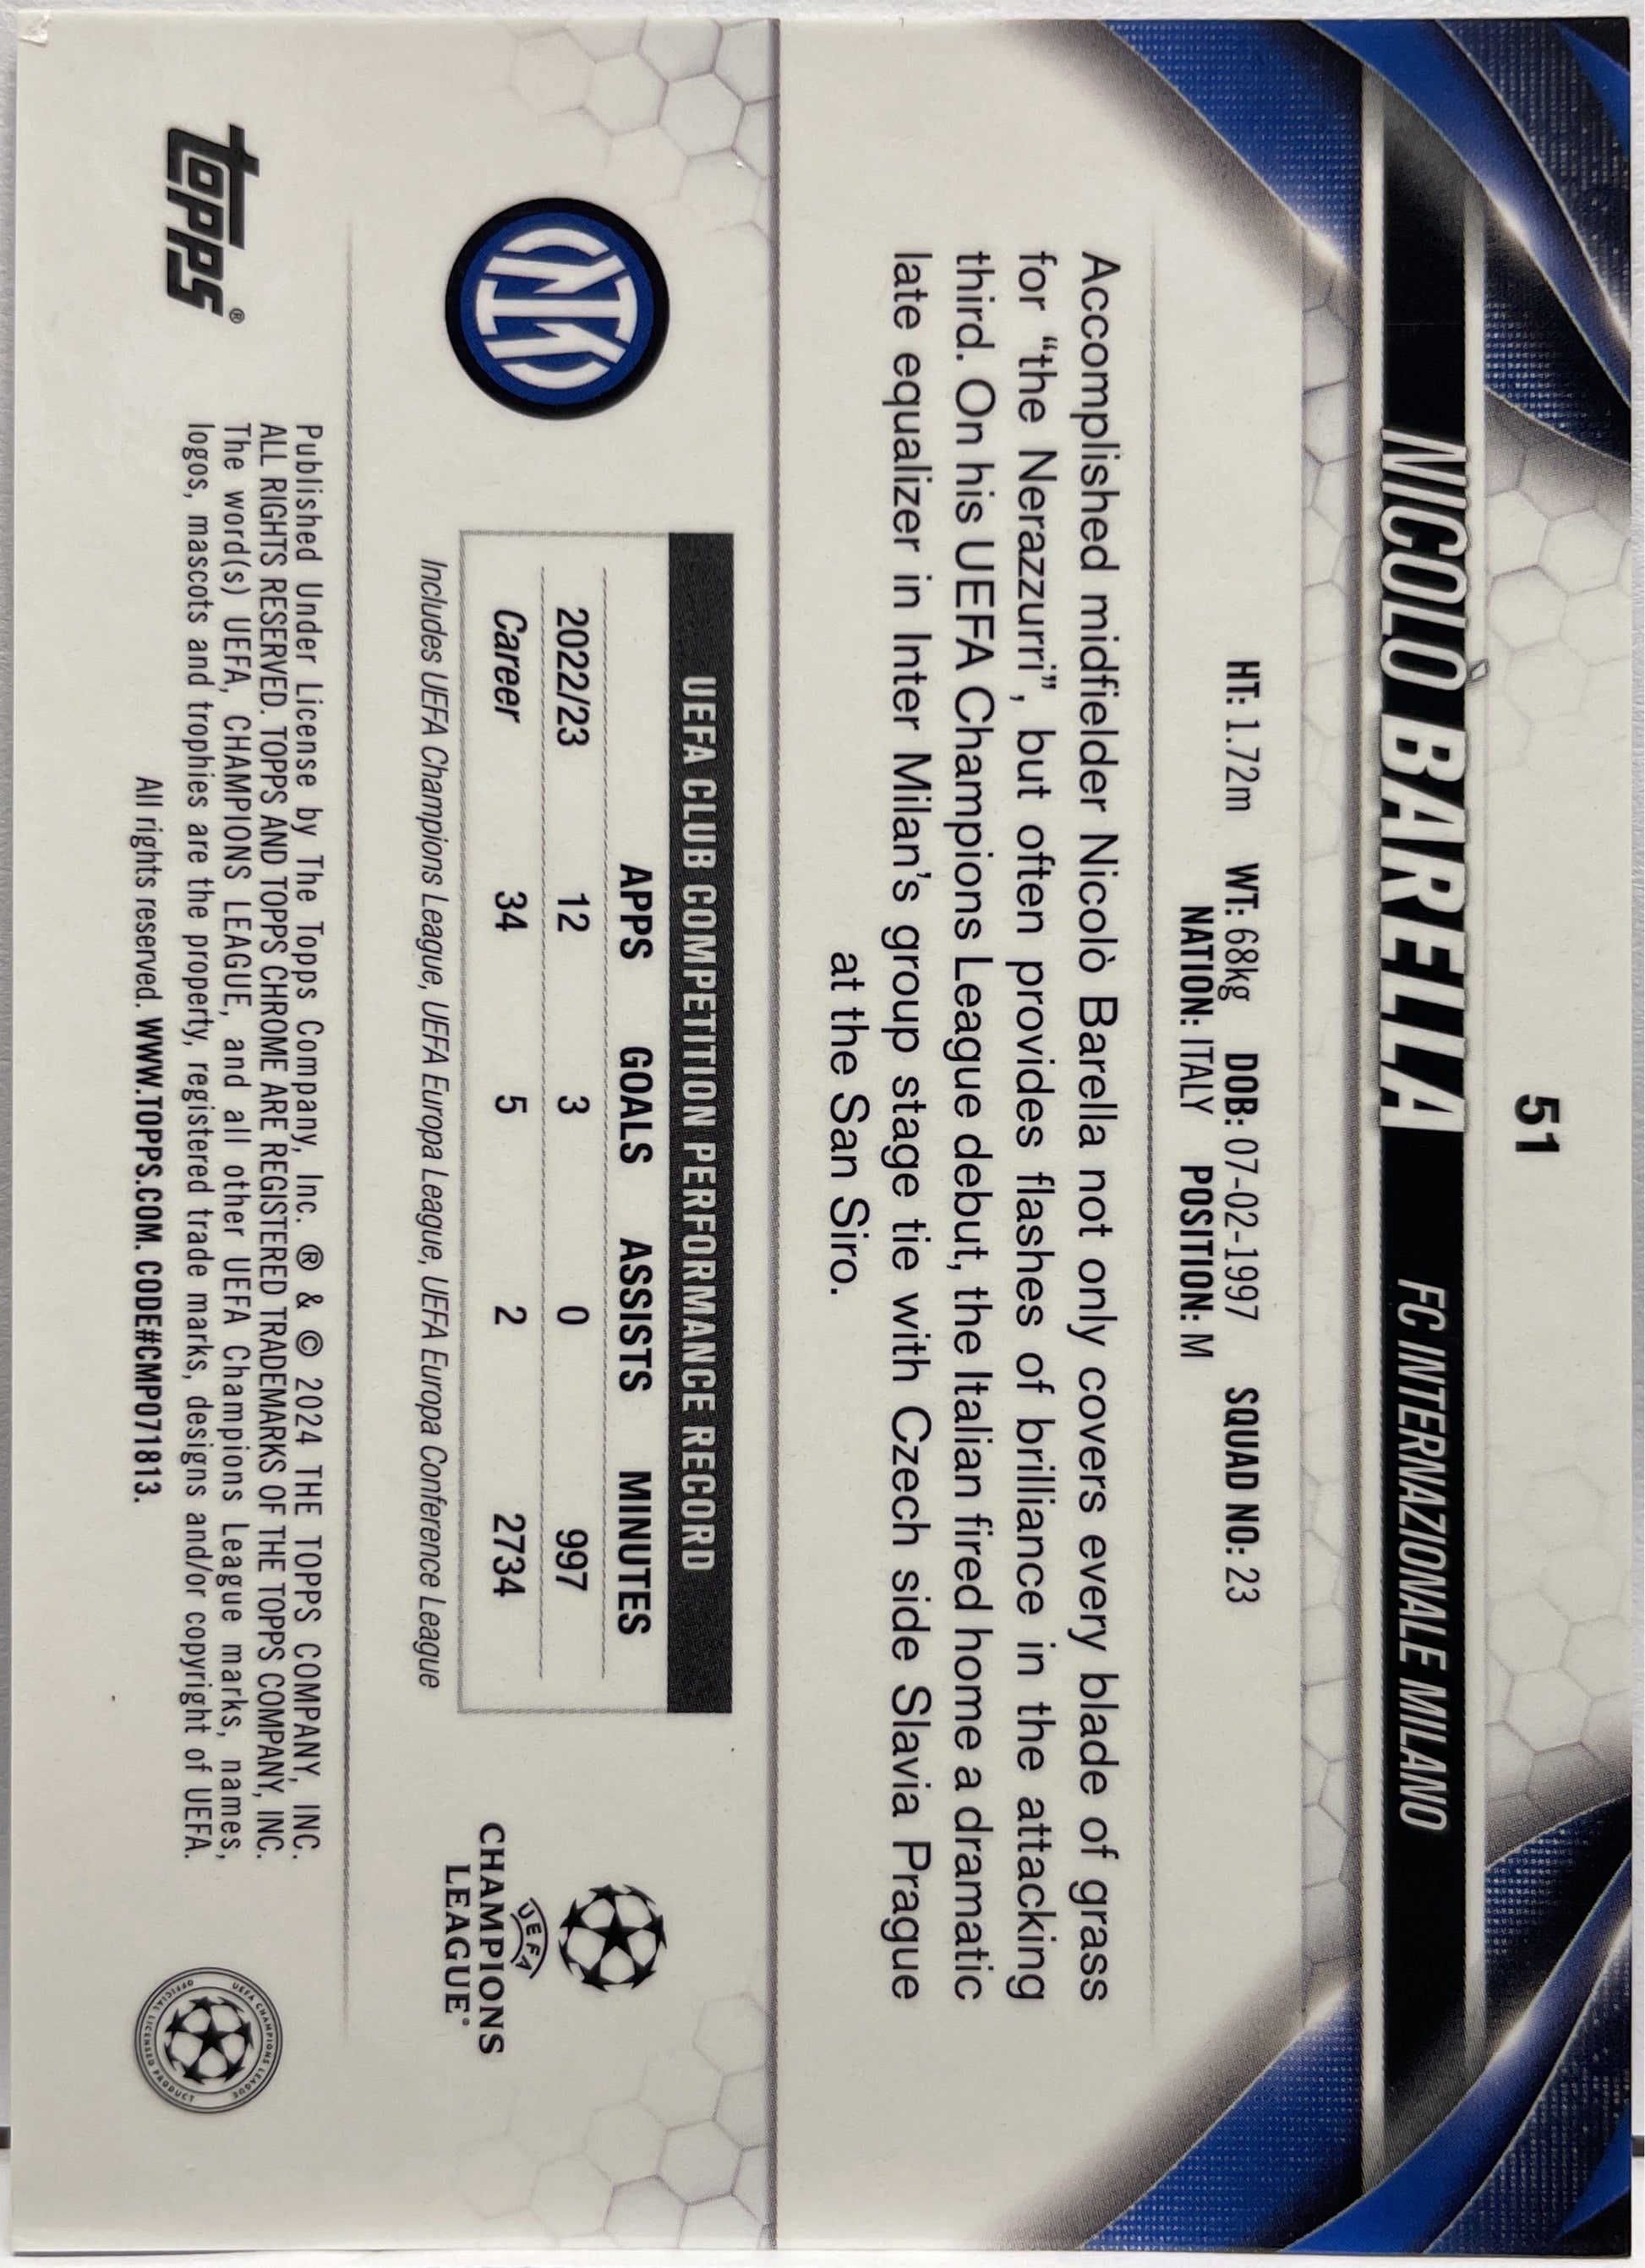 51
NICOLÒ BARELLA FC INTERNAZIONALE MILANO
HT: 1.72m WT: 68kg DOB: 07-02-1997 SQUAD NO: 23
NATION: ITALY POSITION: M
Accomplished midfielder Nicolò Barella not only covers every blade of grass
for “the Nerazzurri”, but often provides flashes of brilliance in the attacking
third. On his UEFA Champions League debut, the Italian fired home a dramatic
late equalizer in Inter Milan’s group stage tie with Czech side Slavia Prague
at the San Siro.
UEFA CLUB COMPETITION PERFORMANCE RECORD
APPS GOALS ASSISTS MINUTES
2022/23 12 3 0 997
Career 34 5 2 2734
Includes UEFA Champions League, UEFA Europa League, UEFA Europa Conference League
UEFA
CHAMPIONS
LEAGUE®
topps®
Published Under License by The Topps Company, Inc. ® & © 2024 THE TOPPS COMPANY, INC.
ALL RIGHTS RESERVED. TOPPS AND TOPPS CHROME ARE REGISTERED TRADEMARKS OF THE TOPPS COMPANY, INC.
The word(s) UEFA, CHAMPIONS LEAGUE, and all other UEFA Champions League marks, names,
logos, mascots and trophies are the property, registered trade marks, designs and/or copyright of UEFA.
All rights reserved. WWW.TOPPS.COM. CODE#CMP071813.
UEFA CHAMPIONS LEAGUE
OFFICIAL LICENSED PRODUCT